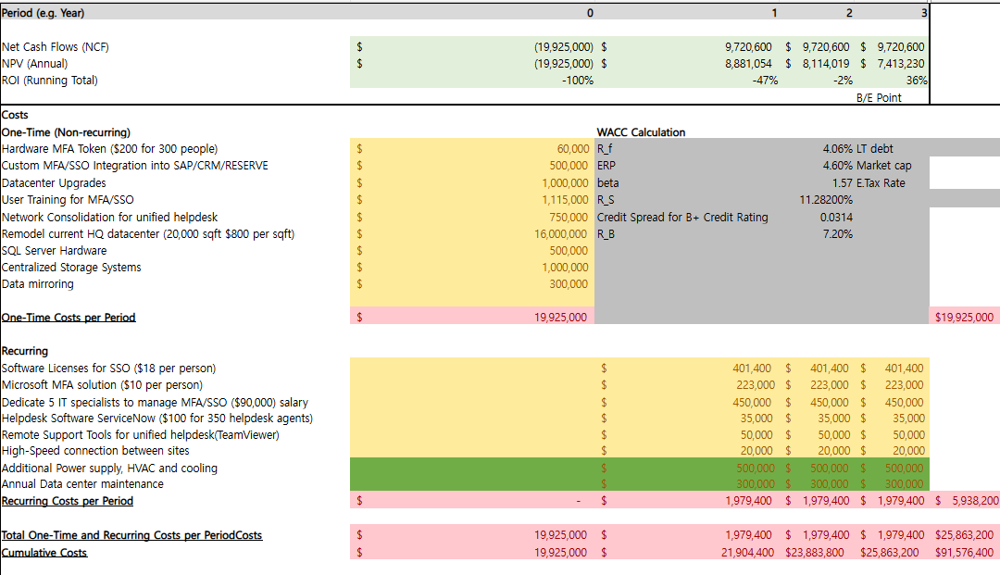 Period (e.g. Year) 0 1 2 3
Net Cash Flows (NCF) $ (19,925,000) $ 9,720,600 $ 9,720,600 $ 9,720,600
NPV (Annual) $ (19,925,000) $ 8,881,054 $ 8,114,019 $ 7,413,230
ROI (Running Total) -100% -47% -2% 36%
B/E Point
Costs
One-Time (Non-recurring) WACC Calculation
Hardware MFA Token ($200 for 300 people) $ 60,000 R_f 4.06% LT debt
Custom MFA/SSO Integration into SAP/CRM/RESERVE $ 500,000 ERP 4.60% Market cap
Datacenter Upgrades $ 1,000,000 beta 1.57 E.Tax Rate
User Training for MFA/SSO $ 1,115,000 R_S 11.28200%
Network Consolidation for unified helpdesk $ 750,000 Credit Spread for B+ Credit Rating 0.0314
Remodel current HQ datacenter (20,000 sqft $800 per sqft) $ 16,000,000 R_B 7.20%
SQL Server Hardware $ 500,000
Centralized Storage Systems $ 1,000,000
Data mirroring $ 300,000
One-Time Costs per Period $ 19,925,000 $19,925,000
Recurring
Software Licenses for SSO ($18 per person) $ 401,400 $ 401,400 $ 401,400
Microsoft MFA solution ($10 per person) $ 223,000 $ 223,000 $ 223,000
Dedicate 5 IT specialists to manage MFA/SSO ($90,000) salary $ 450,000 $ 450,000 $ 450,000
Helpdesk Software ServiceNow ($100 for 350 helpdesk agents) $ 35,000 $ 35,000 $ 35,000
Remote Support Tools for unified helpdesk(TeamViewer) $ 50,000 $ 50,000 $ 50,000
High-Speed connection between sites $ 20,000 $ 20,000 $ 20,000
Additional Power supply, HVAC and cooling $ 500,000 $ 500,000 $ 500,000
Annual Data center maintenance $ 300,000 $ 300,000 $ 300,000
Recurring Costs per Period $ - $ 1,979,400 $ 1,979,400 $ 1,979,400 $ 5,938,200
Total One-Time and Recurring Costs per PeriodCosts $ 19,925,000 $ 1,979,400 $ 1,979,400 $ 1,979,400 $25,863,200
Cumulative Costs $ 19,925,000 $ 21,904,400 $23,883,800 $25,863,200 $91,576,400